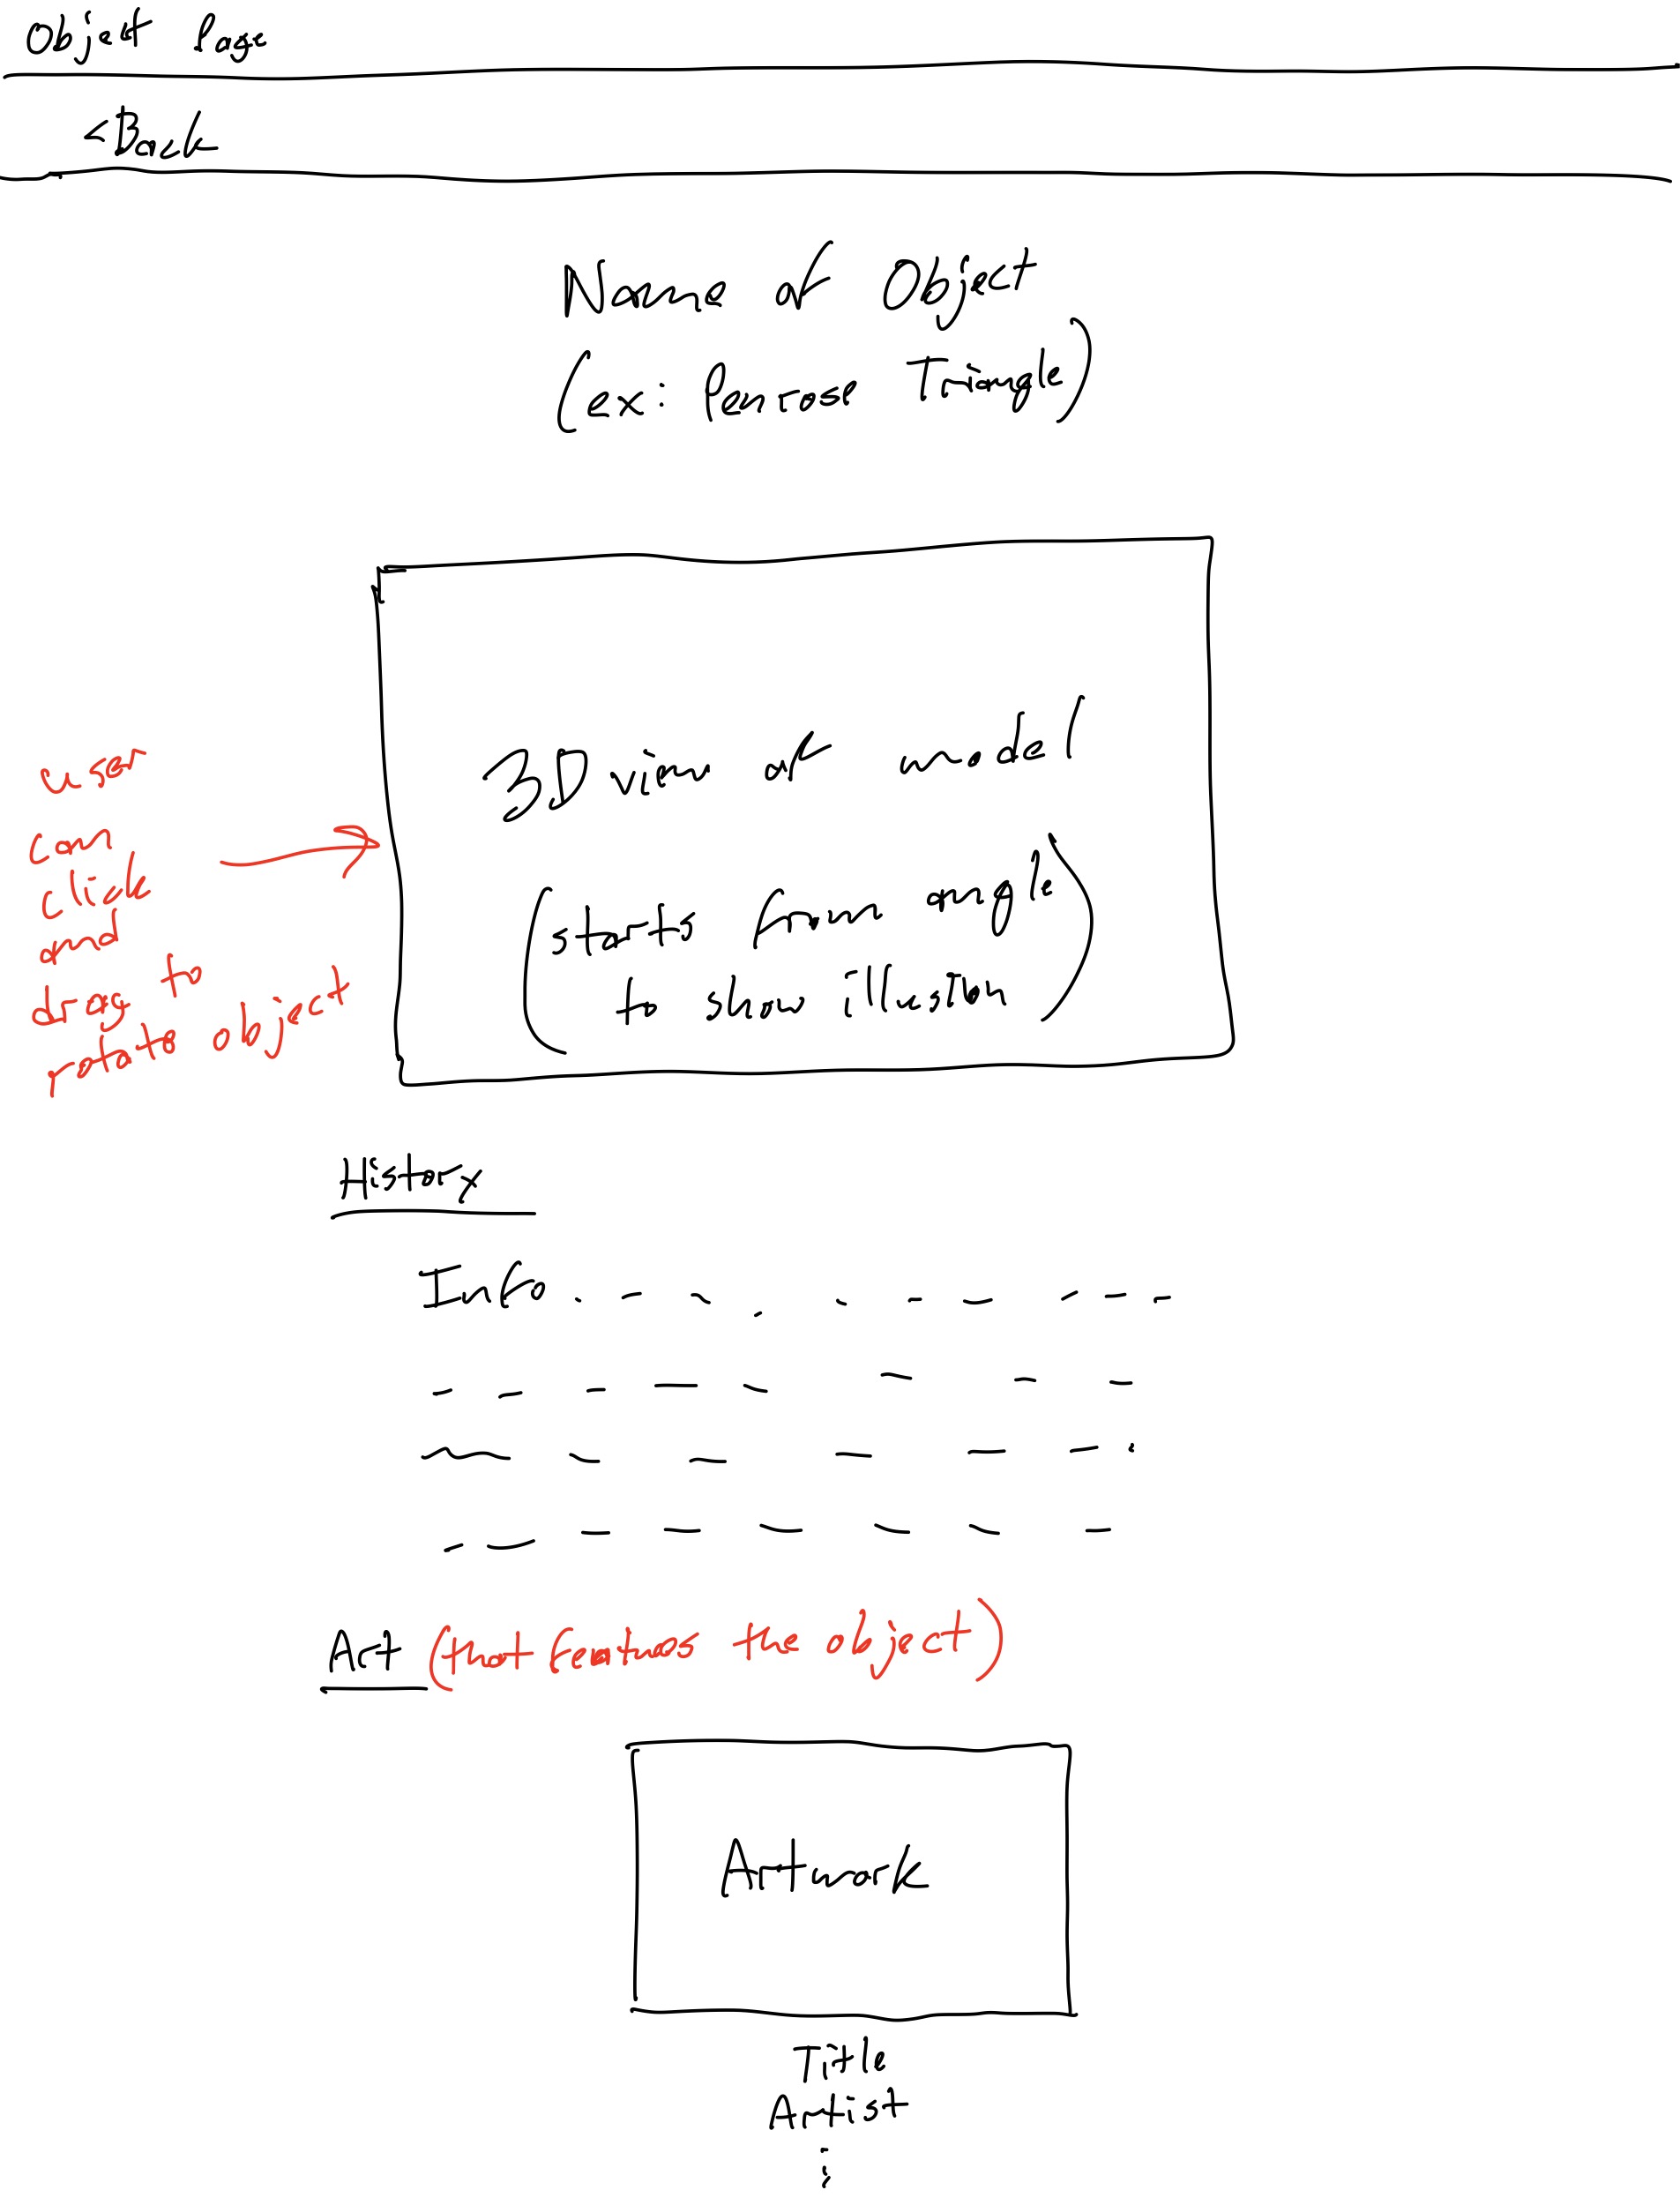 Object Page
<Back
Name of Object
(ex: Penrose Triangle)
3D view of model
(starts from angle
to show illusion)
user
can
click
and
drag to
rotate object
History
Info
Art (that features the object)
Artwork
Title
Artist